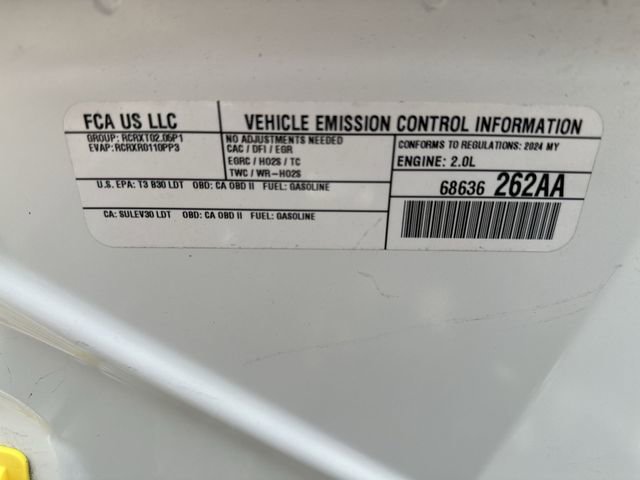 FCA US LLC
VEHICLE EMISSION CONTROL INFORMATION
GROUP: RCRXT02.05P1
EVAP:RCRXR0110PP3
NO ADJUSTMENTS NEEDED
CAC / DFI / EGR
EGRC / HO2S / TC
TWC / WR-HO2S
CONFORMS TO REGULATIONS: 2024 MY
ENGINE: 2.0L
U.S. EPA: T3 B30 LDT OBD: CA OBD II FUEL: GASOLINE
CA: SULEV30 LDT OBD: CA OBD II FUEL: GASOLINE
68636 262AA